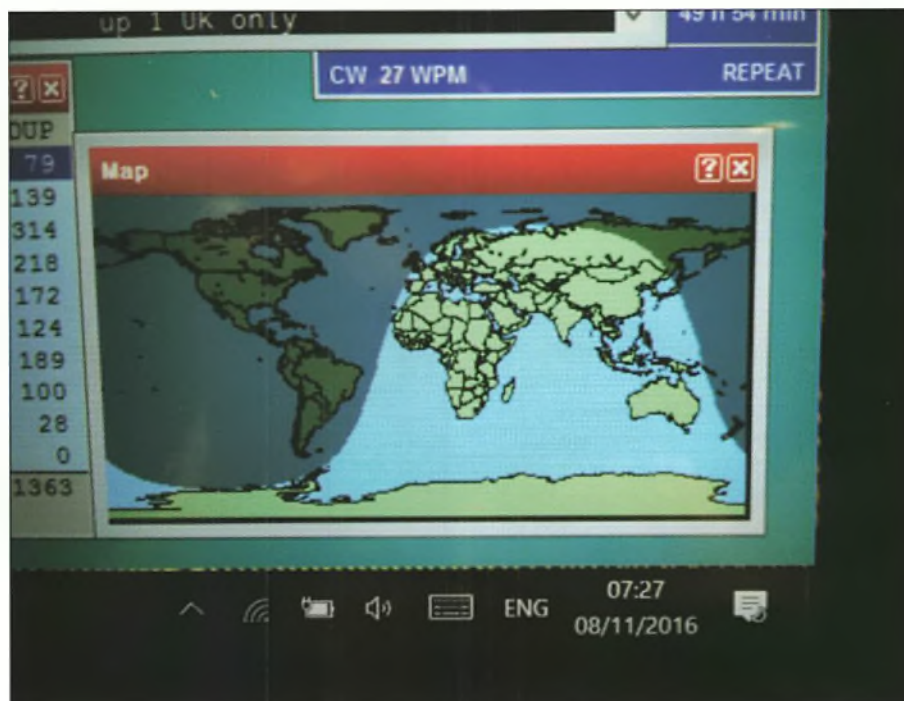 up 1 UK only
49 h 54 min
CW 27 WPM REPEAT
DUP
79
139
314
218
172
124
189
100
28
0
1363
Map
ENG
07:27
08/11/2016